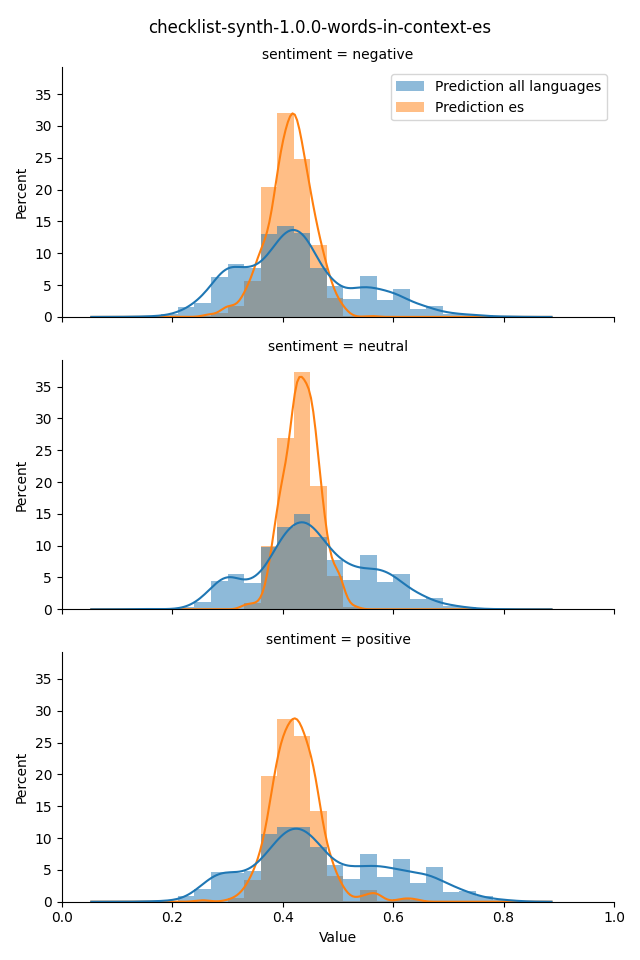 checklist-synth-1.0.0-words-in-context-es
sentiment = negative
Prediction all languages
Prediction es
35
30
25
20
15
10
5
0
Percent
sentiment = neutral
35
30
25
20
15
10
5
0
Percent
sentiment = positive
35
30
25
20
15
10
5
0
Percent
0.0 0.2 0.4 0.6 0.8 1.0
Value